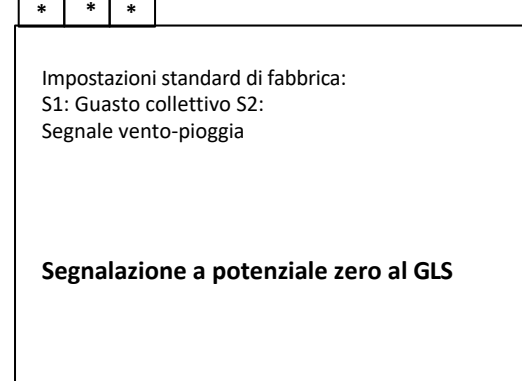 * * *
Impostazioni standard di fabbrica:
S1: Guasto collettivo S2:
Segnale vento-pioggia
Segnalazione a potenziale zero al GLS